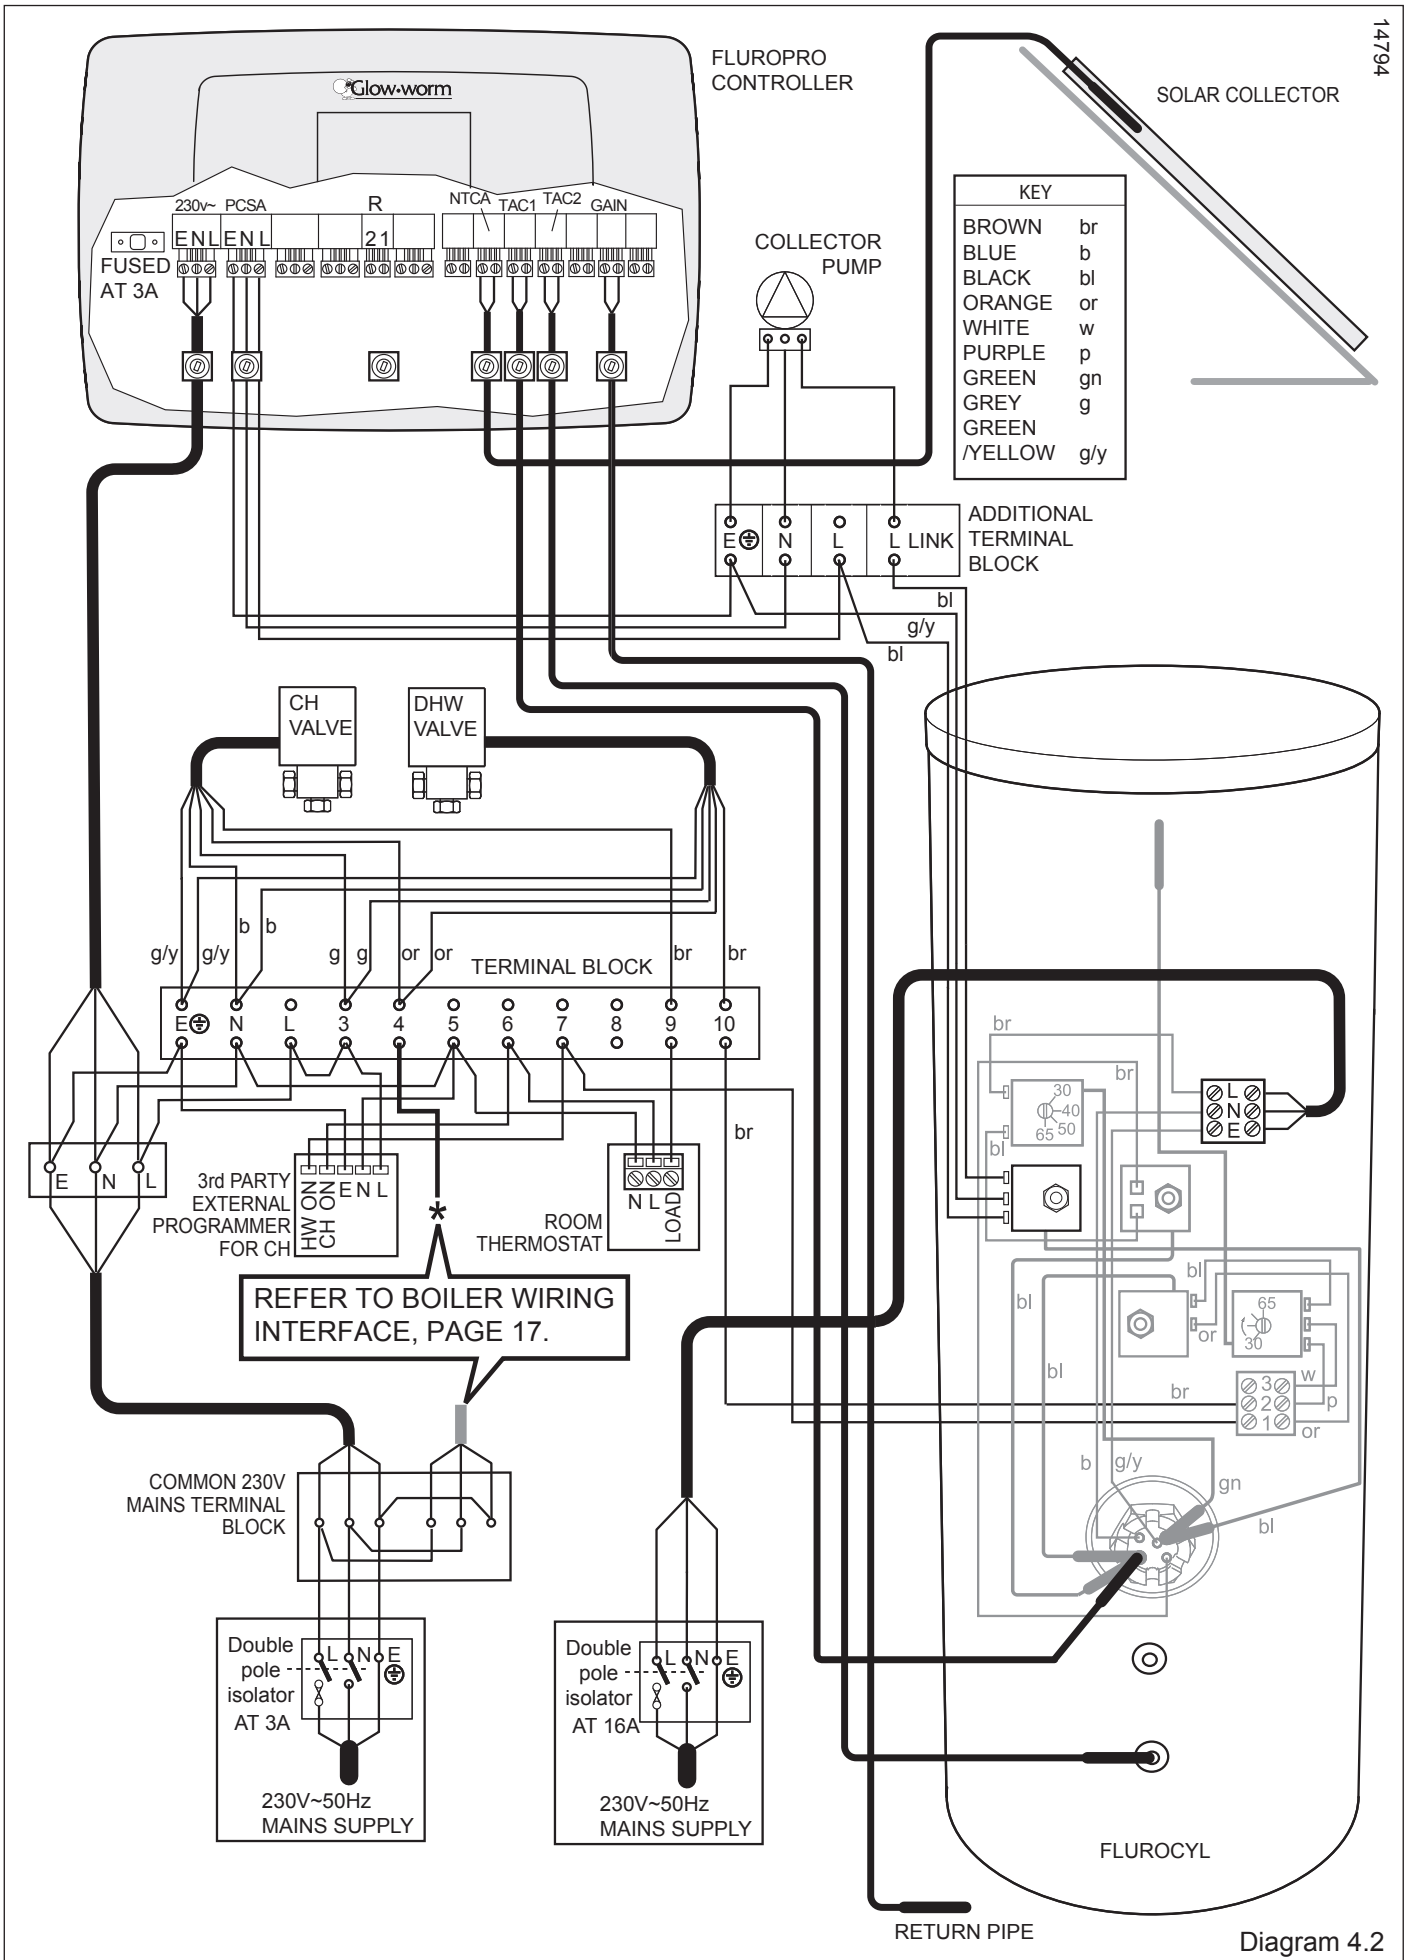 14794
FLUROPRO
CONTROLLER
Glow•worm
SOLAR COLLECTOR
230v~ PCSA R NTCA TAC1 TAC2 GAIN
E N L E N L 2 1
FUSED
AT 3A
COLLECTOR
PUMP
KEY
BROWN br
BLUE b
BLACK bl
ORANGE or
WHITE w
PURPLE p
GREEN gn
GREY g
GREEN
/YELLOW g/y
E N L L LINK
ADDITIONAL
TERMINAL
BLOCK
bl
g/y
bl
CH
VALVE
DHW
VALVE
g/y g/y b b g g or or br br
TERMINAL BLOCK
E N L 3 4 5 6 7 8 9 10
br
br
30
40
50
65
bl
L
N
E
br
E N L
3rd PARTY
EXTERNAL
PROGRAMMER
FOR CH
HW ON
CH ON
E N L
*
ROOM
THERMOSTAT
N L LOAD
REFER TO BOILER WIRING
INTERFACE, PAGE 17.
bl
bl
bl
or
65
30
br
3
2
1
w
p
or
b g/y
gn
bl
COMMON 230V
MAINS TERMINAL
BLOCK
Double
pole
isolator
AT 3A
L N E
230V~50Hz
MAINS SUPPLY
Double
pole
isolator
AT 16A
L N E
230V~50Hz
MAINS SUPPLY
FLUROCYL
RETURN PIPE
Diagram 4.2